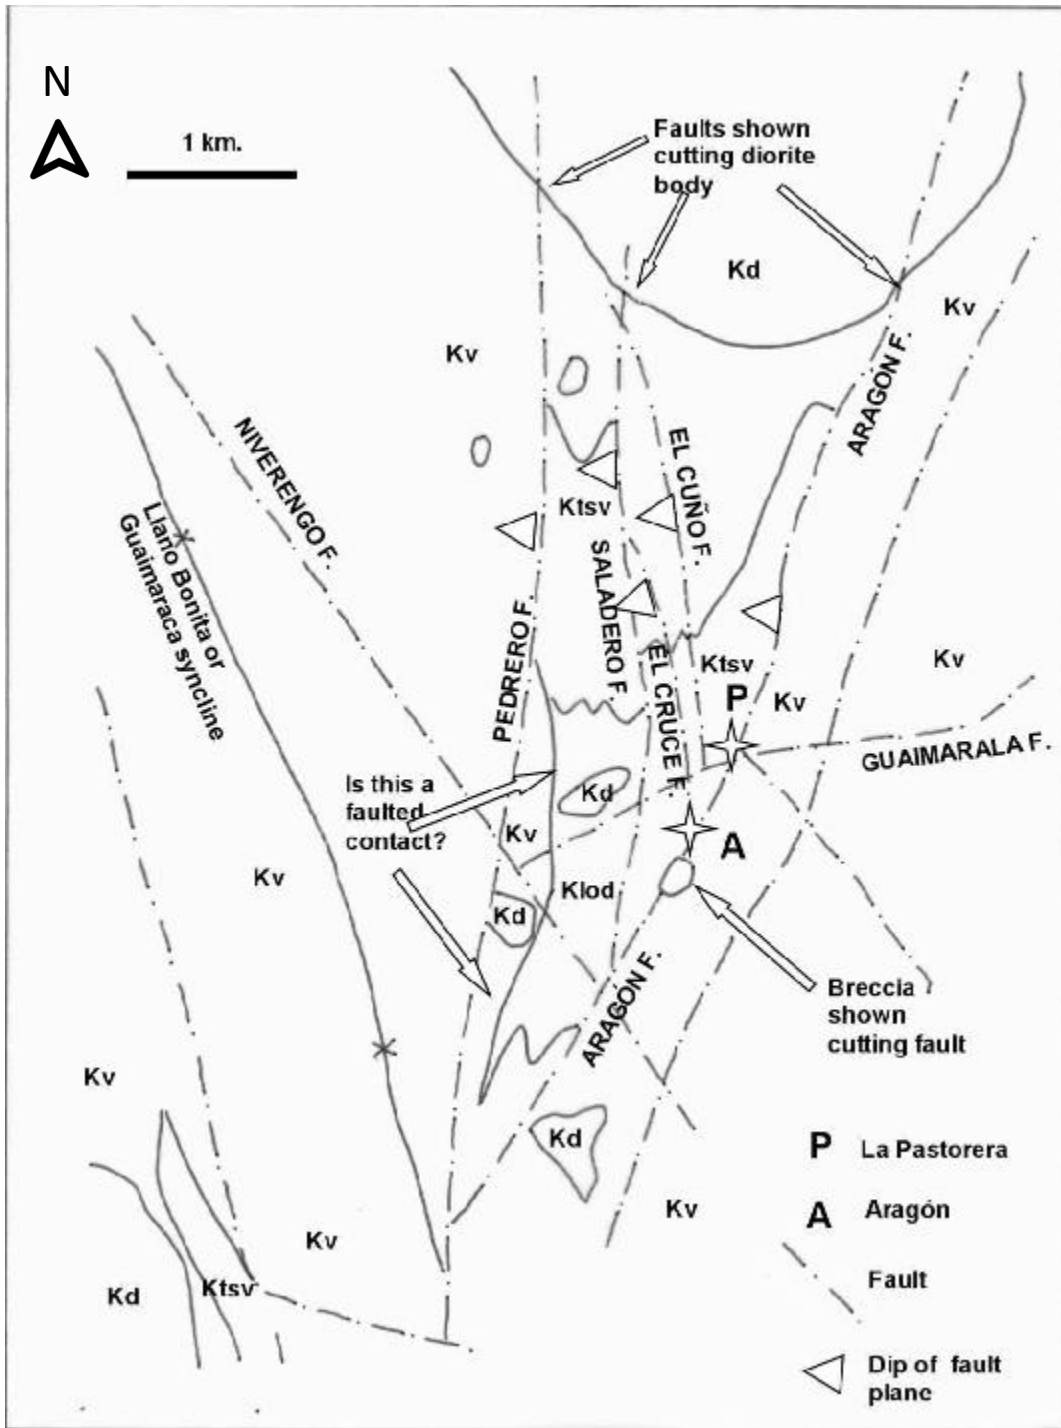 N
1 km.
Faults shown
cutting diorite
body
Kd
Kv
Kv
ARAGON F.
NIVERENGO F.
EL CUÑO F.
Ktsv
Llano Bonita or
Guaimaraca syncline
SALADERO F.
PEDRERO F.
EL CRUCE F.
Ktsv
Kv
P
Kv
GUAIMARALA F.
Is this a
faulted
contact?
Kd
Kv
A
Kv
Klod
Kd
ARAGÓN F.
Breccia
shown
cutting fault
Kv
Kd
P La Pastorera
A Aragón
Kv
Kv
Fault
Kd
Ktsv
Dip of fault
plane